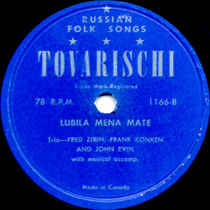 RUSSIAN
FOLK SONGS
TOVARISCHI
Trade Mark Registered
78 R.P.M.
1166-B
LUBILA MENA MATE
Trio—FRED ZIBIN, FRANK KONKEN
AND JOHN EVIN
with musical accomp.
Made in Canada